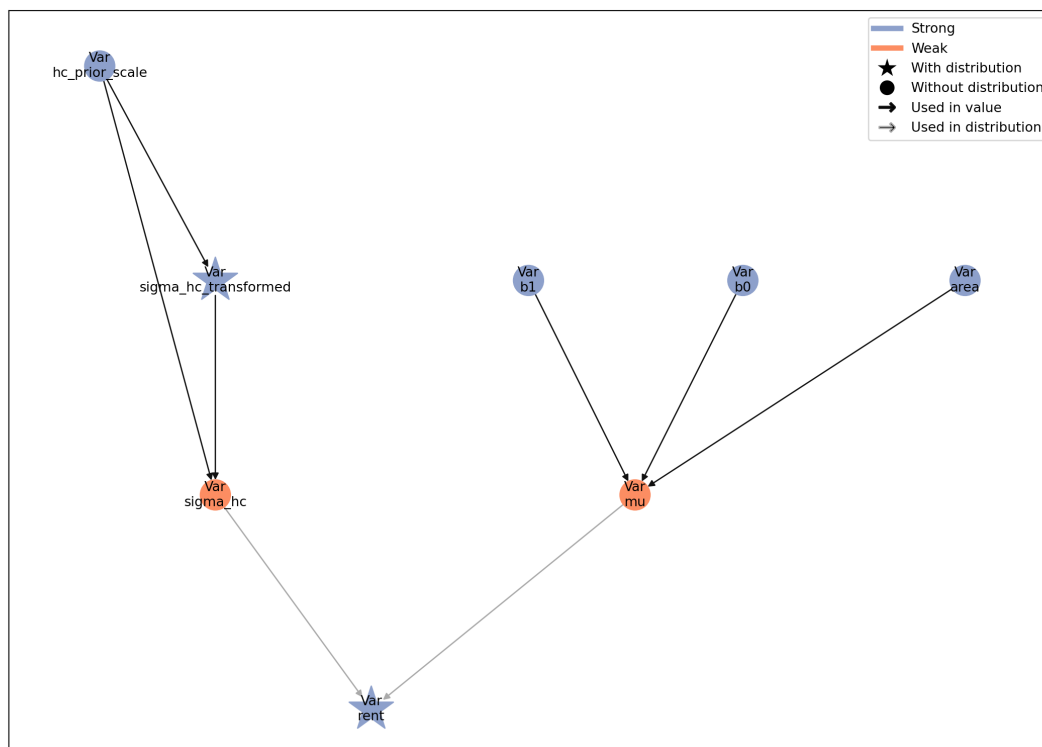 Strong
Weak
With distribution
Without distribution
Used in value
Used in distribution
Var
hc_prior_scale
Var
sigma_hc_transformed
Var
b1
Var
b0
Var
area
Var
sigma_hc
Var
mu
Var
rent